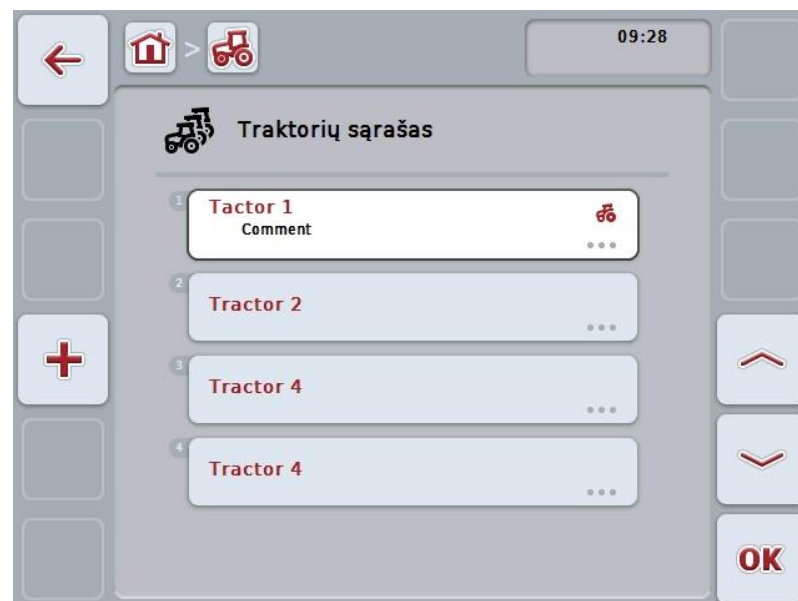 09:28
Traktorių sąrašas
1
Tactor 1
Comment
2
Tractor 2
3
Tractor 4
4
Tractor 4
OK